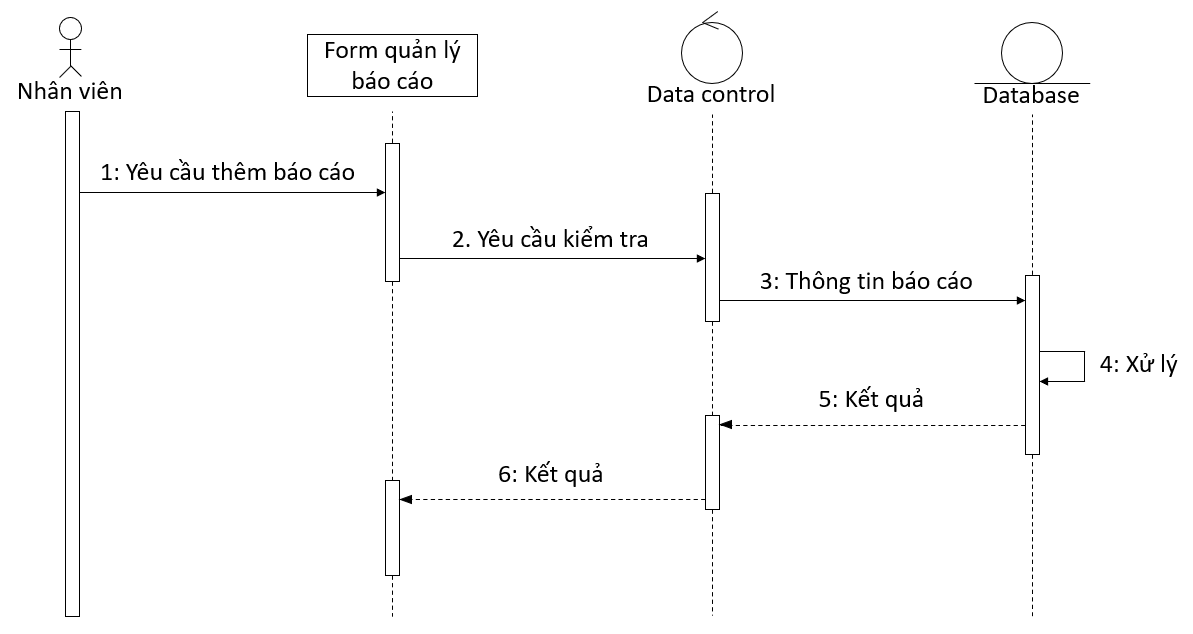 Nhân viên
Form quản lý
báo cáo
Data control
Database
1: Yêu cầu thêm báo cáo
2. Yêu cầu kiểm tra
3: Thông tin báo cáo
4: Xử lý
5: Kết quả
6: Kết quả